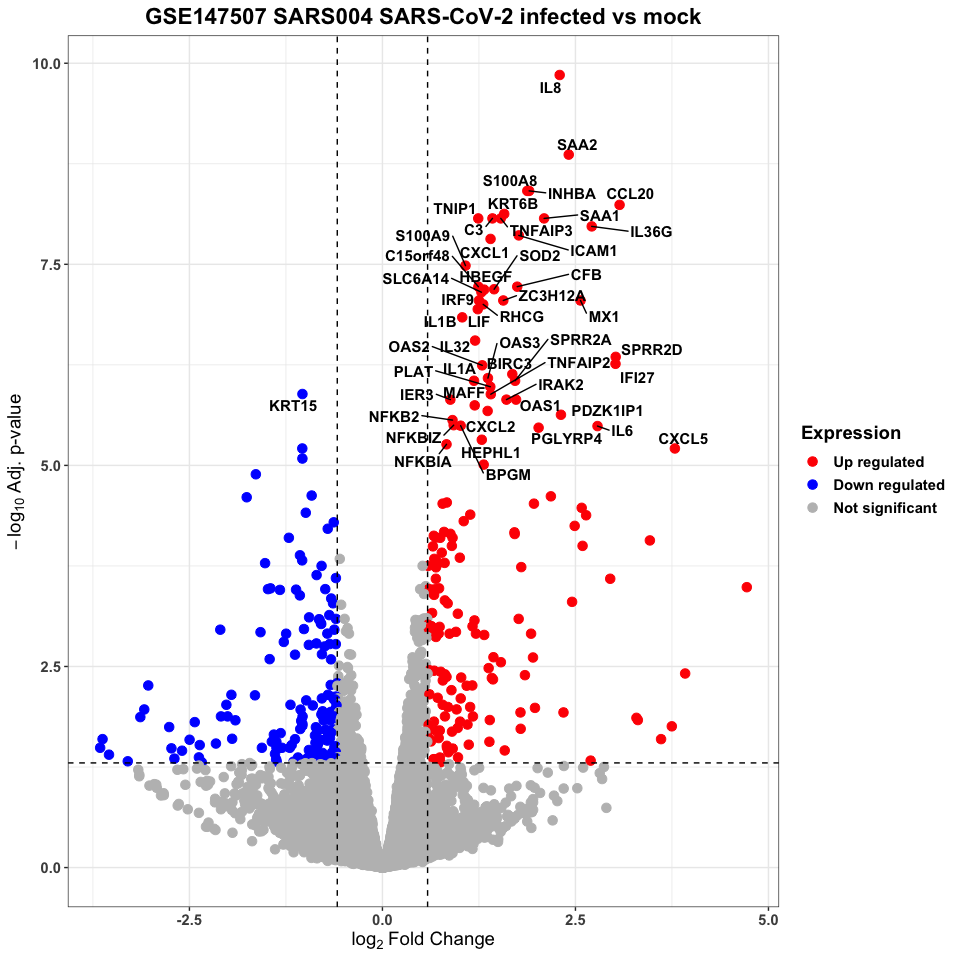 GSE147507 SARS004 SARS-CoV-2 infected vs mock
10.0
IL8
SAA2
S100A8
INHBA
CCL20
TNIP1
KRT6B
SAA1
C3
TNFAIP3
IL36G
S100A9
CXCL1
ICAM1
C15orf48
SOD2
7.5
SLC6A14
HBEGF
CFB
IRF9
ZC3H12A
IL1B
LIF
RHCG
MX1
OAS2
IL32
OAS3
SPRR2A
SPRR2D
PLAT
IL1A
BIRC3
TNFAIP2
IFI27
IER3
MAFF
IRAK2
KRT15
NFKB2
OAS1
PDZK1IP1
NFKBIZ
CXCL2
PGLYRP4
IL6
CXCL5
NFKBIA
HEPHL1
BPGM
5.0
2.5
0.0
-2.5
0.0
2.5
5.0
log2 Fold Change
−log10 Adj. p-value
Expression
Up regulated
Down regulated
Not significant